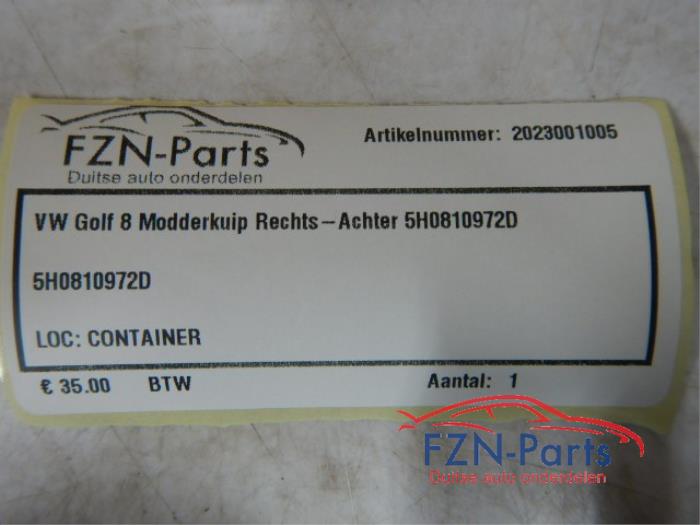 FZN-Parts
Duitse auto onderdelen
Artikelnummer: 2023001005
VW Golf 8 Modderkuip Rechts-Achter 5H0810972D
5H0810972D
LOC: CONTAINER
€ 35.00 BTW Aantal: 1
FZN-Parts
Duitse auto onderdelen